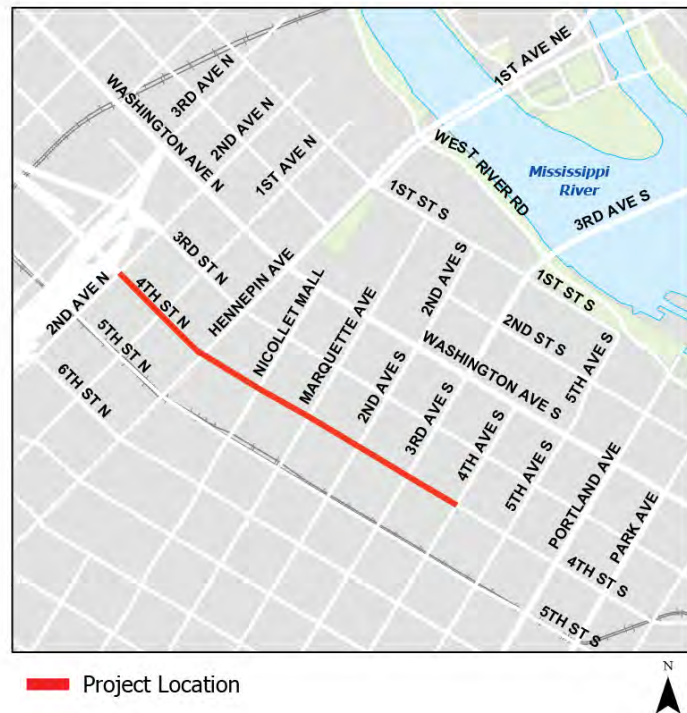 1ST AVE NE
3RD AVE N
WASHINGTON AVE N
2ND AVE N
1ST AVE N
WEST RIVER RD
Mississippi
River
3RD AVE S
1ST ST S
3RD ST N
HENNEPIN AVE
2ND AVE S
1ST ST S
4TH ST N
2ND AVE N
NICOLLET MALL
MARQUETTE AVE
2ND ST S
5TH ST N
WASHINGTON AVE S
5TH AVE S
6TH ST N
2ND AVE S
3RD AVE S
4TH AVE S
5TH AVE S
PORTLAND AVE
PARK AVE
4TH ST S
5TH ST S
Project Location
N